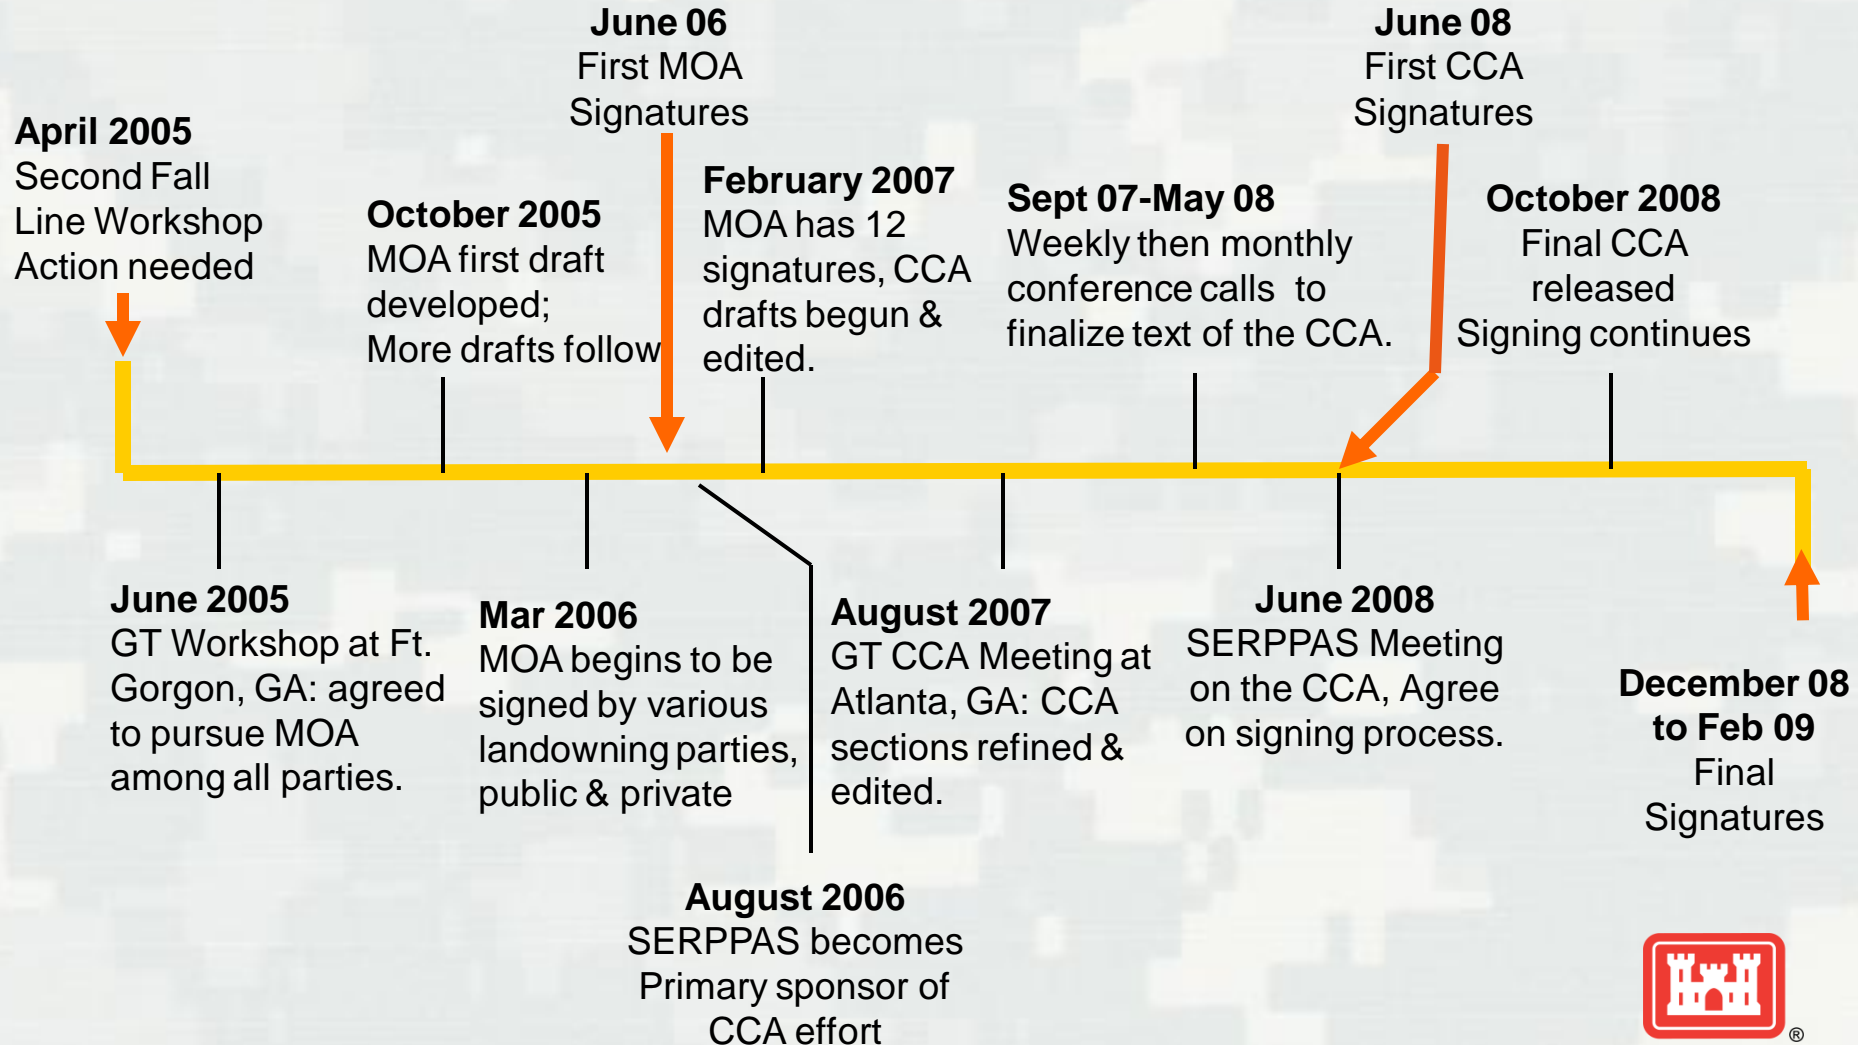 June 06
First MOA
Signatures
June 08
First CCA
Signatures
April 2005
Second Fall
Line Workshop
Action needed
October 2005
MOA first draft
developed;
More drafts follow
February 2007
MOA has 12
signatures, CCA
drafts begun &
edited.
Sept 07-May 08
Weekly then monthly
conference calls to
finalize text of the CCA.
October 2008
Final CCA
released
Signing continues
June 2005
GT Workshop at Ft.
Gorgon, GA: agreed
to pursue MOA
among all parties.
Mar 2006
MOA begins to be
signed by various
landowning parties,
public & private
August 2006
SERPPAS becomes
Primary sponsor of
CCA effort
August 2007
GT CCA Meeting at
Atlanta, GA: CCA
sections refined &
edited.
June 2008
SERPPAS Meeting
on the CCA, Agree
on signing process.
December 08
to Feb 09
Final
Signatures
®